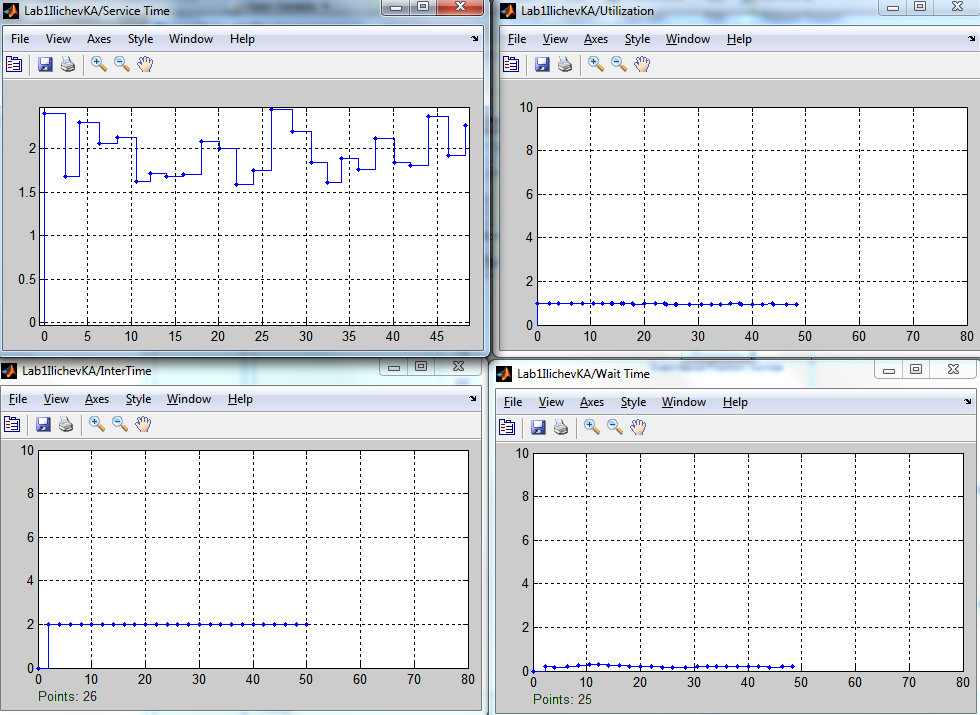 Lab1IlichevKA/Service Time
File View Axes Style Window Help
2
1.5
1
0.5
0
0 5 10 15 20 25 30 35 40 45
Lab1IlichevKA/Utilization
File View Axes Style Window Help
10
8
6
4
2
0
0 10 20 30 40 50 60 70 80
Lab1IlichevKA/InterTime
File View Axes Style Window Help
10
8
6
4
2
0
0 10 20 30 40 50 60 70 80
Points: 26
Lab1IlichevKA/Wait Time
File View Axes Style Window Help
10
8
6
4
2
0
0 10 20 30 40 50 60 70 80
Points: 25